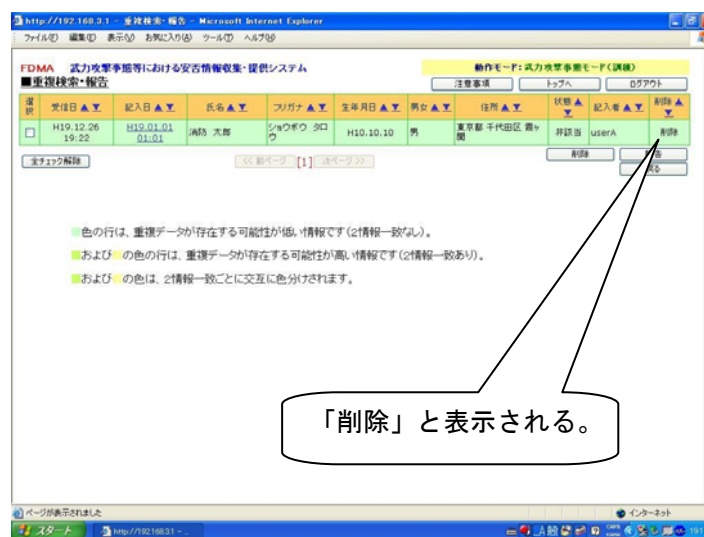 http://192.168.3.1 - 重複検索・報告 - Microsoft Internet Explorer
ファイル(F) 編集(E) 表示(V) お気に入り(A) ツール(T) ヘルプ(H)
FDMA 武力攻撃事態等における安否情報収集・提供システム 動作モード:武力攻撃事態モード(訓練)
■重複検索・報告 注意事項 トップへ ログアウト
選択 受信日▲▼ 記入日▲▼ 氏名▲▼ フリガナ▲▼ 生年月日▲▼ 男女▲▼ 住所▲▼ 状態▲▼ 記入者▲▼ 削除▲▼
H19.12.26 19:22 H19.01.01 01:01 消防 太郎 ショウボウ タロウ H10.10.10 男 東京都 千代田区 霞ヶ関 非該当 userA 削除
全チェック解除 << 前ページ [1] 次ページ >> 削除 告
戻る
色の行は、重複データが存在する可能性が低い情報です(2情報一致なし)。
および の色の行は、重複データが存在する可能性が高い情報です(2情報一致あり)。
および の色は、2情報一致ごとに交互に色分けされます。
「削除」と表示される。
ページが表示されました インターネット
スタート http://192.168.3.1 - ... A 般 CAPS